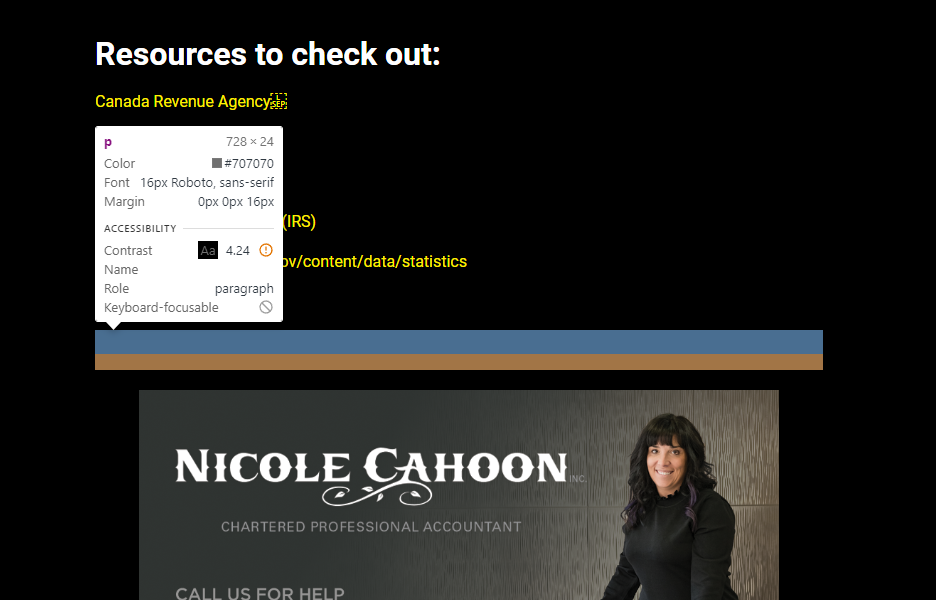 Resources to check out:
Canada Revenue Agency
L SEP
p 728 × 24
Color #707070
Font 16px Roboto, sans-serif
Margin 0px 0px 16px
ACCESSIBILITY
Contrast Aa 4.24
Name
Role paragraph
Keyboard-focusable
(IRS)
ov/content/data/statistics
NICOLE CAHOON INC.
CHARTERED PROFESSIONAL ACCOUNTANT
CALL US FOR HELP